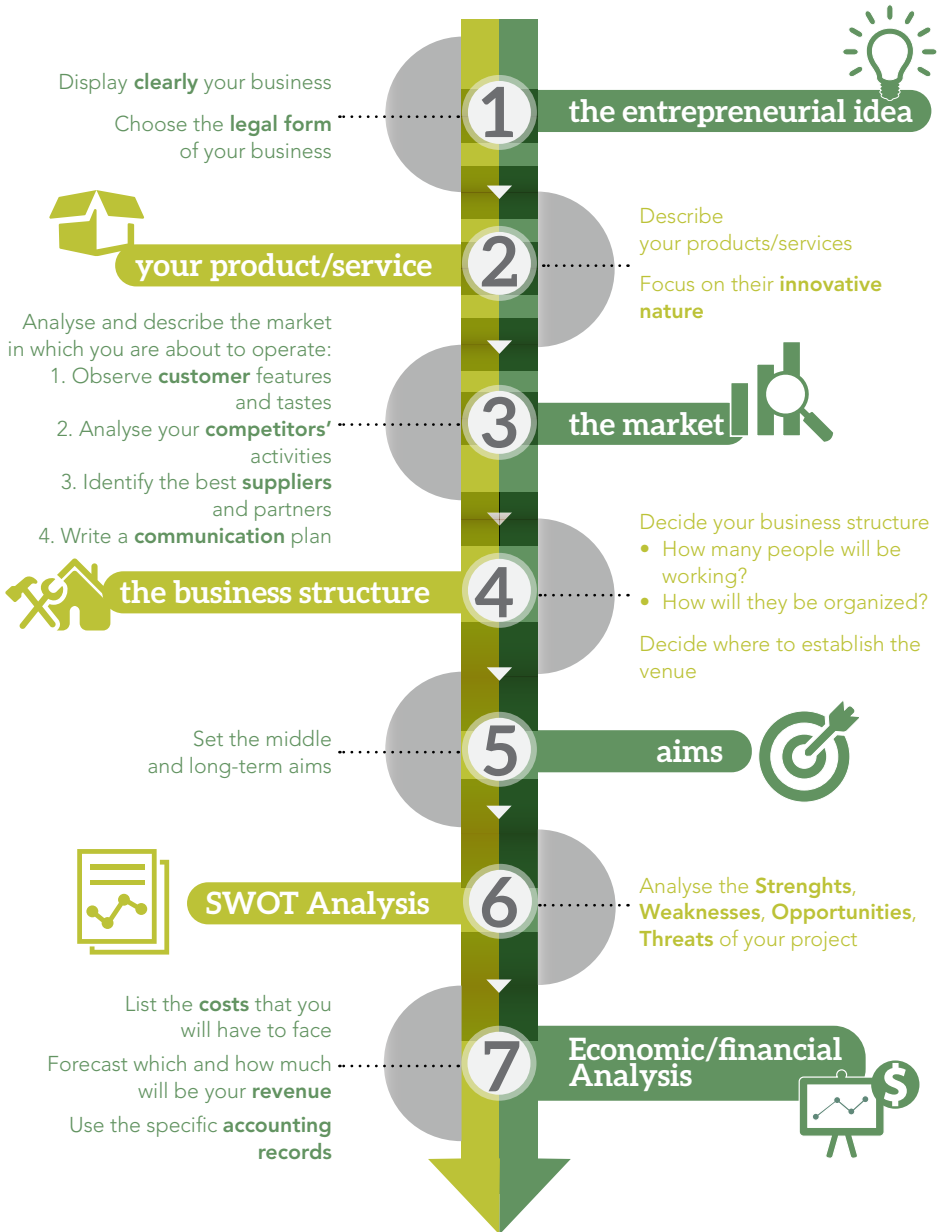 Display clearly your business
Choose the legal form
of your business
1
the entrepreneurial idea
your product/service
2
Describe
your products/services
Focus on their innovative
nature
Analyse and describe the market
in which you are about to operate:
1. Observe customer features
and tastes
2. Analyse your competitors'
activities
3. Identify the best suppliers
and partners
4. Write a communication plan
3
the market
the business structure
4
Decide your business structure
• How many people will be
working?
• How will they be organized?
Decide where to establish the
venue
Set the middle
and long-term aims
5
aims
SWOT Analysis
6
Analyse the Strenghts,
Weaknesses, Opportunities,
Threats of your project
List the costs that you
will have to face
Forecast which and how much
will be your revenue
Use the specific accounting
records
7
Economic/financial
Analysis
$